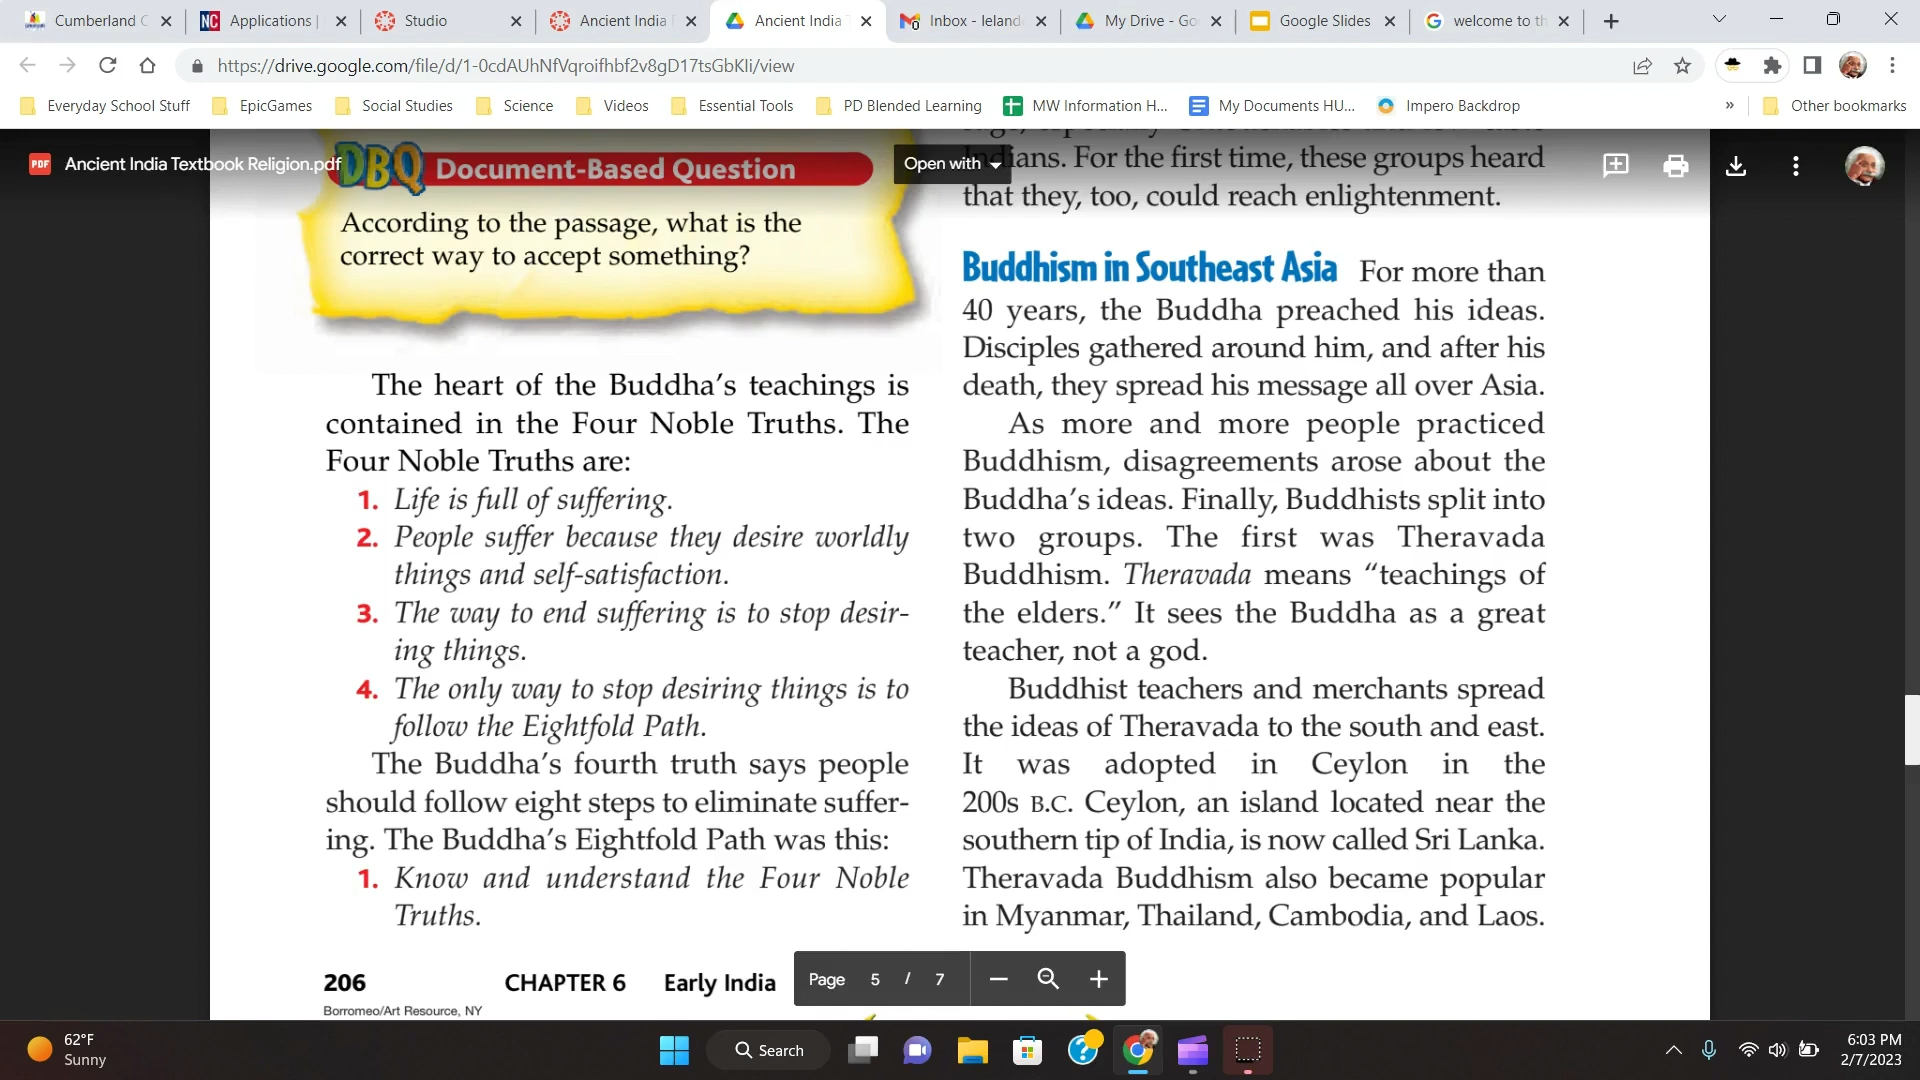 Cumberland C
Applications |
Studio
Ancient India
Ancient India
Inbox - leland
My Drive - Go
Google Slides
welcome to th
https://drive.google.com/file/d/1-0cdAUhNfVqroifhbf2v8gD17tsGbKli/view
Everyday School Stuff
EpicGames
Social Studies
Science
Videos
Essential Tools
PD Blended Learning
MW Information H...
My Documents HU...
Impero Backdrop
»
Other bookmarks
PDF
Ancient India Textbook Religion.pdf
Open with
DBQ Document-Based Question
According to the passage, what is the
correct way to accept something?
The heart of the Buddha's teachings is
contained in the Four Noble Truths. The
Four Noble Truths are:
1. Life is full of suffering.
2. People suffer because they desire worldly
things and self-satisfaction.
3. The way to end suffering is to stop desir-
ing things.
4. The only way to stop desiring things is to
follow the Eightfold Path.
The Buddha's fourth truth says people
should follow eight steps to eliminate suffer-
ing. The Buddha's Eightfold Path was this:
1. Know and understand the Four Noble
Truths.
Indians. For the first time, these groups heard
that they, too, could reach enlightenment.
Buddhism in Southeast Asia For more than
40 years, the Buddha preached his ideas.
Disciples gathered around him, and after his
death, they spread his message all over Asia.
As more and more people practiced
Buddhism, disagreements arose about the
Buddha's ideas. Finally, Buddhists split into
two groups. The first was Theravada
Buddhism. Theravada means "teachings of
the elders." It sees the Buddha as a great
teacher, not a god.
Buddhist teachers and merchants spread
the ideas of Theravada to the south and east.
It was adopted in Ceylon in the
200s B.C. Ceylon, an island located near the
southern tip of India, is now called Sri Lanka.
Theravada Buddhism also became popular
in Myanmar, Thailand, Cambodia, and Laos.
206 CHAPTER 6 Early India
Borromeo/Art Resource, NY
Page 5 / 7
62°F
Sunny
Search
6:03 PM
2/7/2023